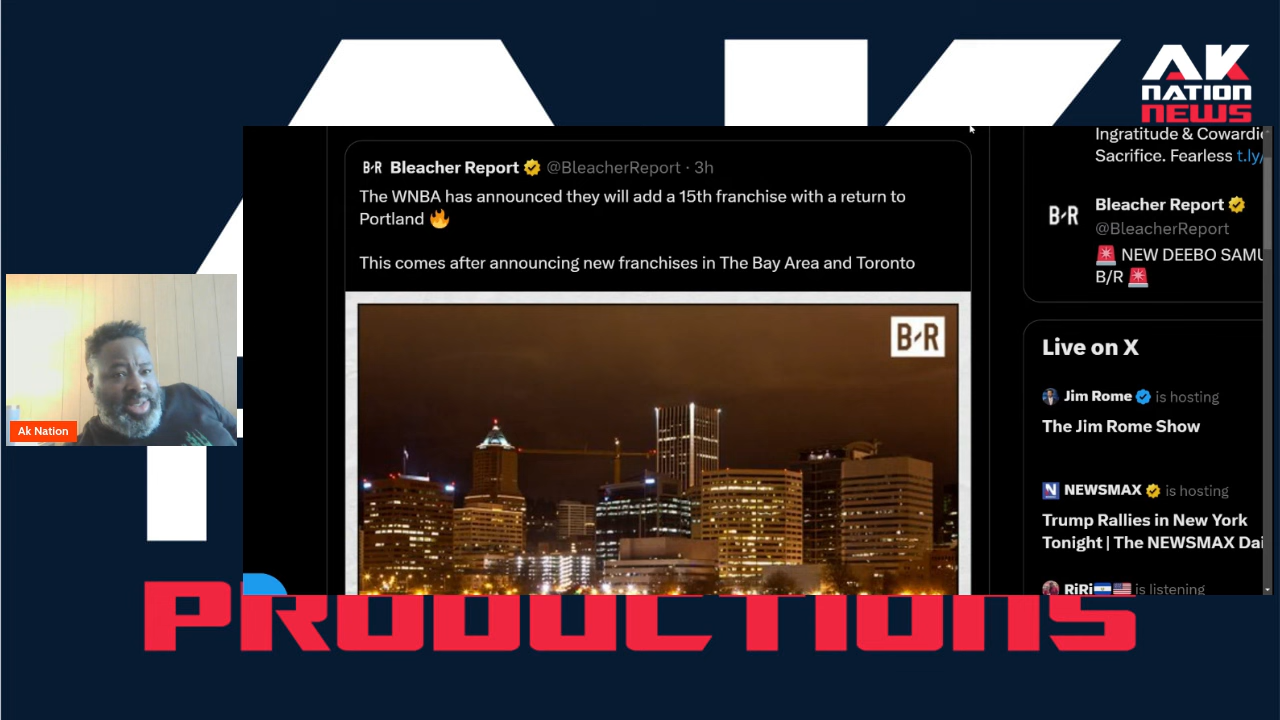 AK
NATION
NEWS
B/R Bleacher Report @BleacherReport · 3h
The WNBA has announced they will add a 15th franchise with a return to
Portland 🔥
This comes after announcing new franchises in The Bay Area and Toronto
B/R
Ingratitude & Cowardic
Sacrifice. Fearless t.ly/
B/R Bleacher Report
@BleacherReport
🚨 NEW DEEBO SAMU
B/R 🚨
Live on X
Jim Rome is hosting
The Jim Rome Show
N NEWSMAX is hosting
Trump Rallies in New York
Tonight | The NEWSMAX Dai
RiRi🇸🇻🇺🇸 is listening
Ak Nation
PRODUCTIONS